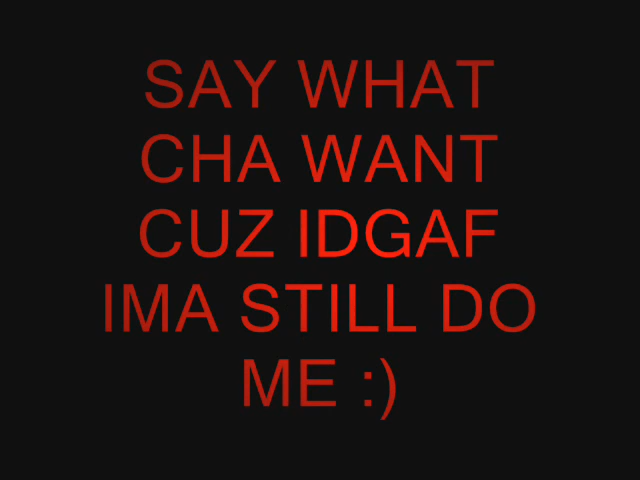 SAY WHAT
CHA WANT
CUZ IDGAF
IMA STILL DO
ME :)